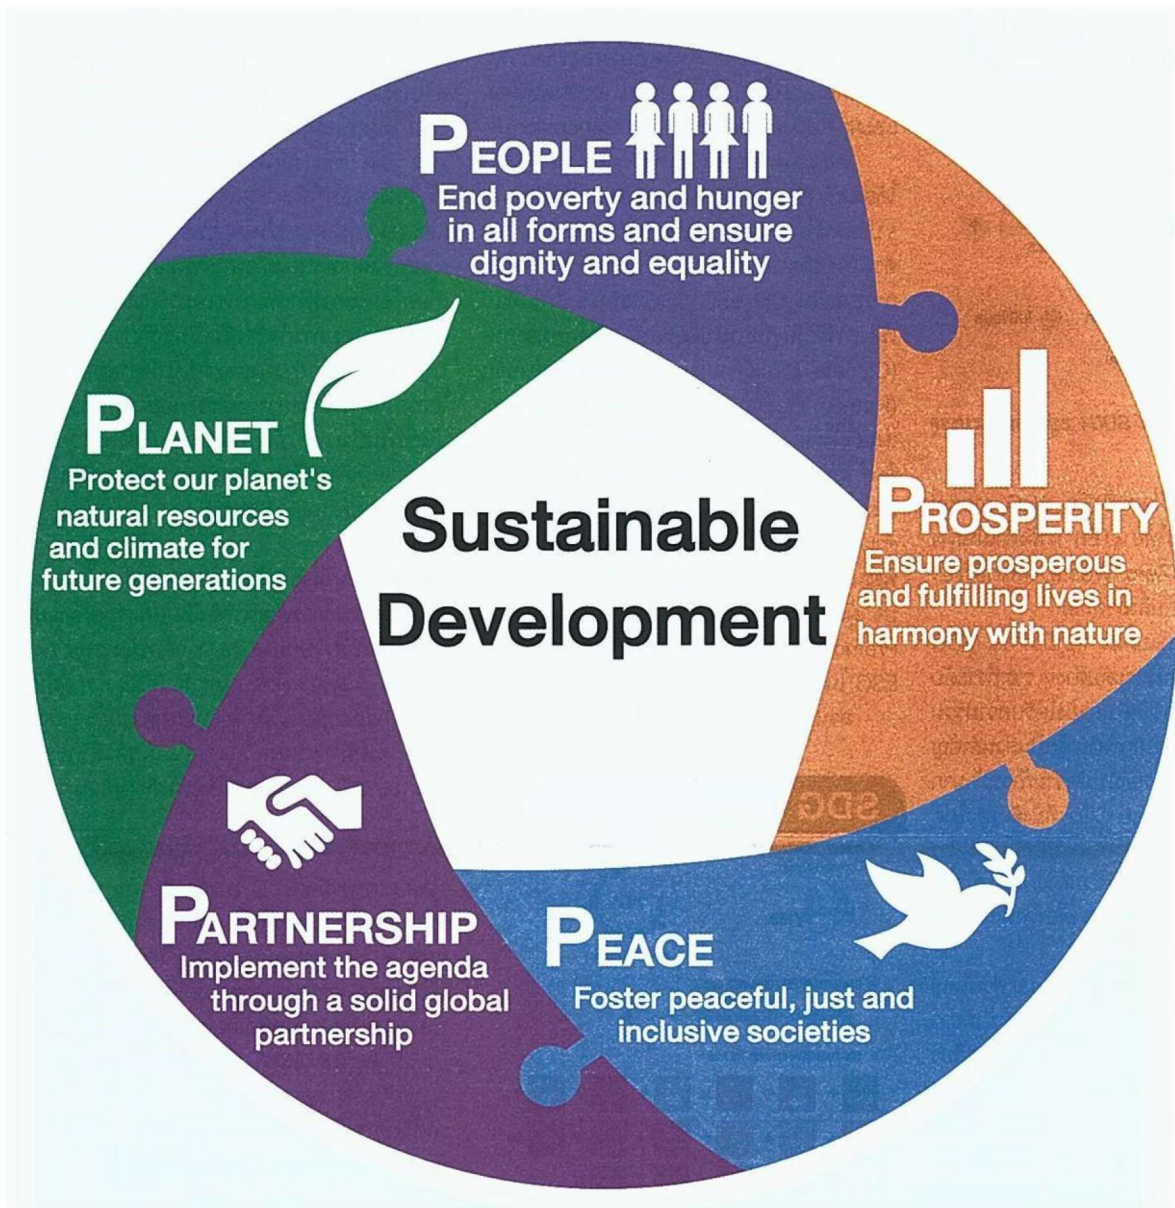 PEOPLE
End poverty and hunger
in all forms and ensure
dignity and equality
PROSPERITY
Ensure prosperous
and fulfilling lives in
harmony with nature
PEACE
Foster peaceful, just and
inclusive societies
PARTNERSHIP
Implement the agenda
through a solid global
partnership
PLANET
Protect our planet's
natural resources
and climate for
future generations
Sustainable
Development
SDG